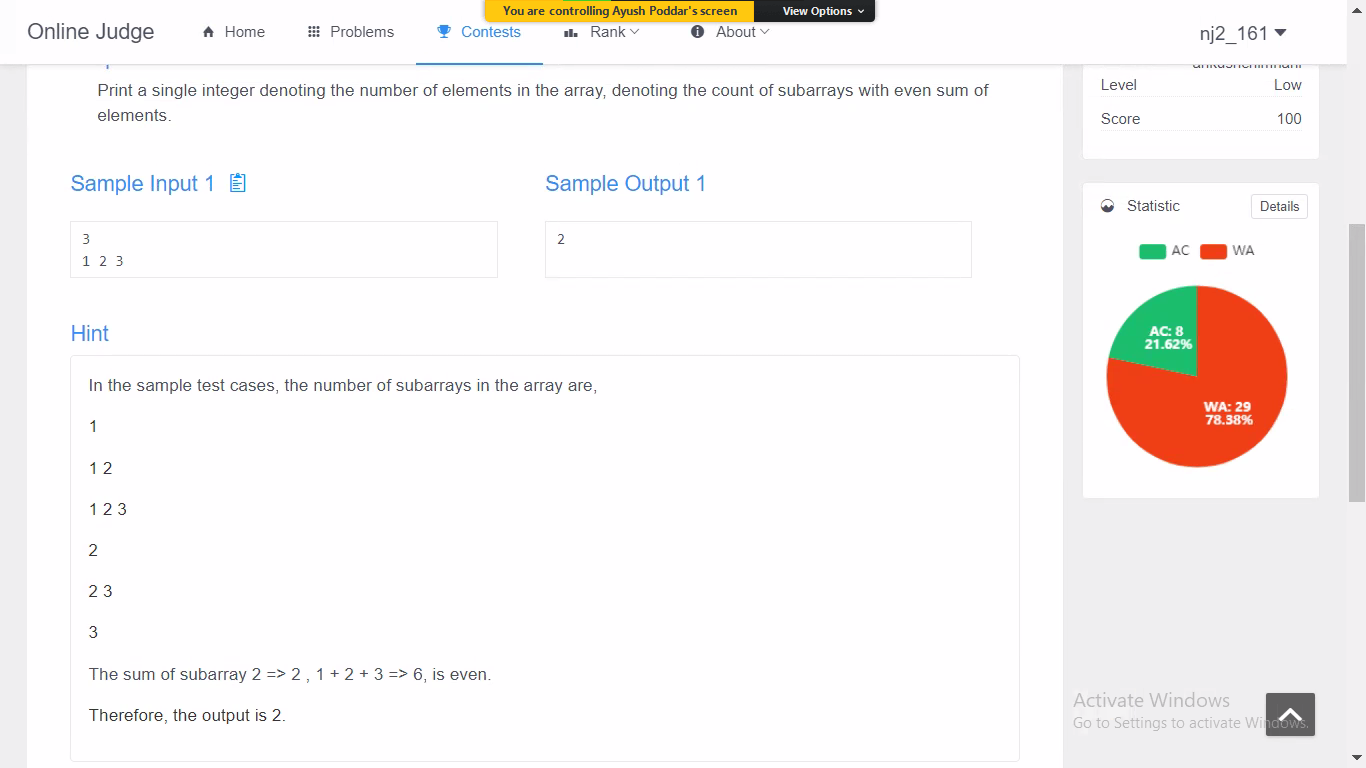 You are controlling Ayush Poddar's screen View Options
Online Judge Home Problems Contests Rank About nj2_161
Print a single integer denoting the number of elements in the array, denoting the count of subarrays with even sum of
elements.
Level Low
Score 100
Sample Input 1
Sample Output 1
3
1 2 3
2
Hint
In the sample test cases, the number of subarrays in the array are,
1
1 2
1 2 3
2
2 3
3
The sum of subarray 2 => 2 , 1 + 2 + 3 => 6, is even.
Therefore, the output is 2.
Statistic Details
AC WA
AC: 8
21.62%
WA: 29
78.38%
Activate Windows
Go to Settings to activate Windows.